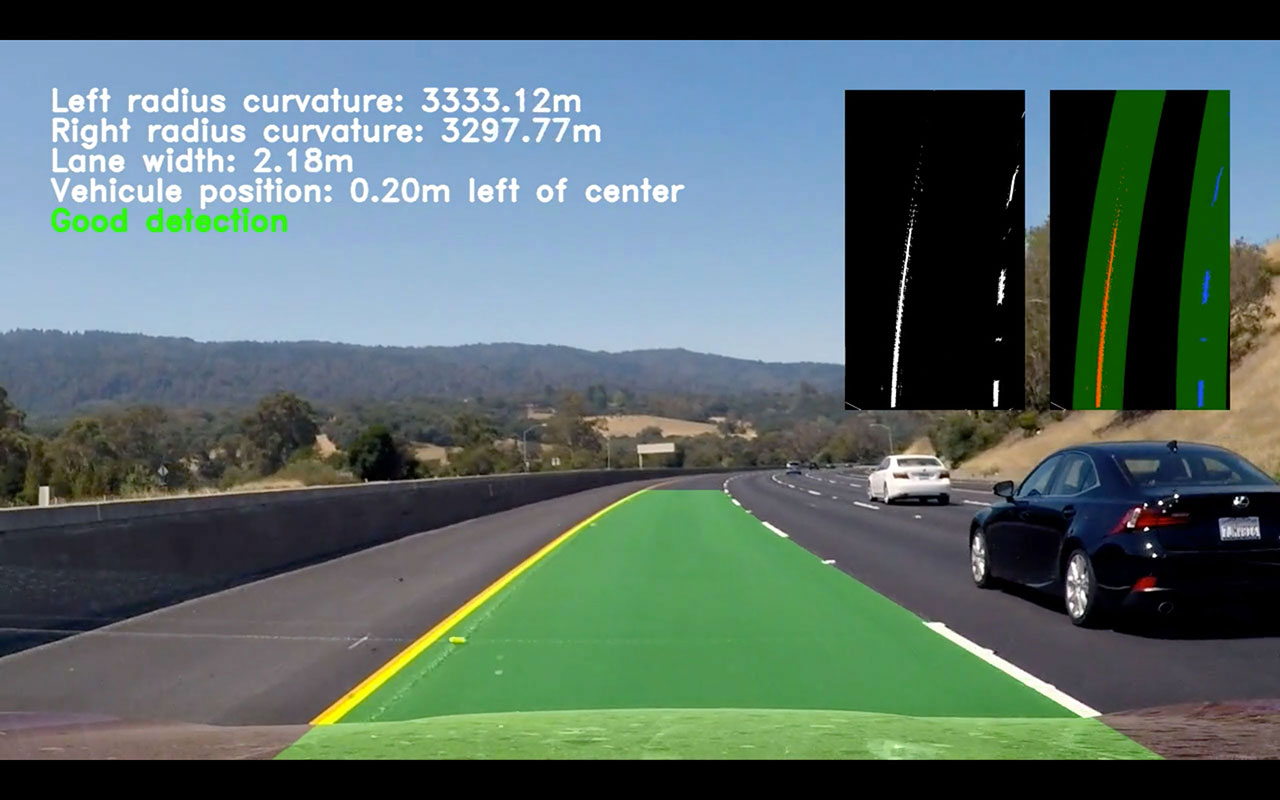 Left radius curvature: 3333.12m
Right radius curvature: 3297.77m
Lane width: 2.18m
Vehicule position: 0.20m left of center
Good detection